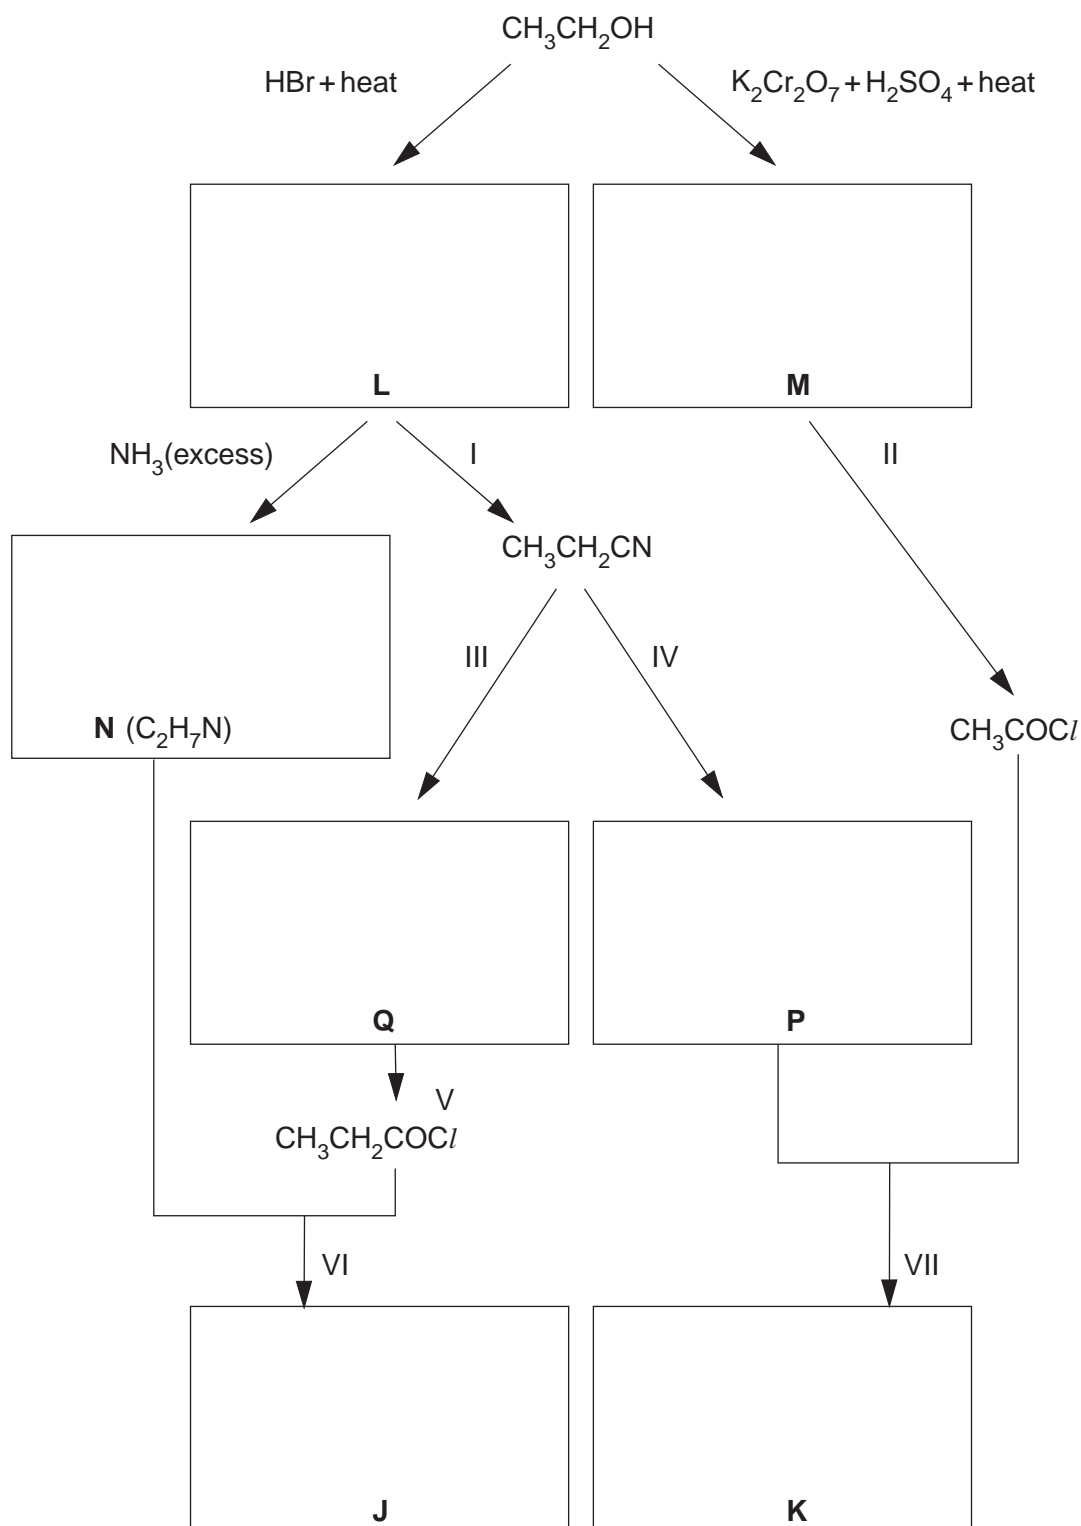 CH₃CH₂OH
HBr + heat
K₂Cr₂O₇ + H₂SO₄ + heat
L
M
NH₃(excess)
I
II
CH₃CH₂CN
III
IV
N (C₂H₇N)
CH₃COCl
Q
P
V
CH₃CH₂COCl
VI
VII
J
K